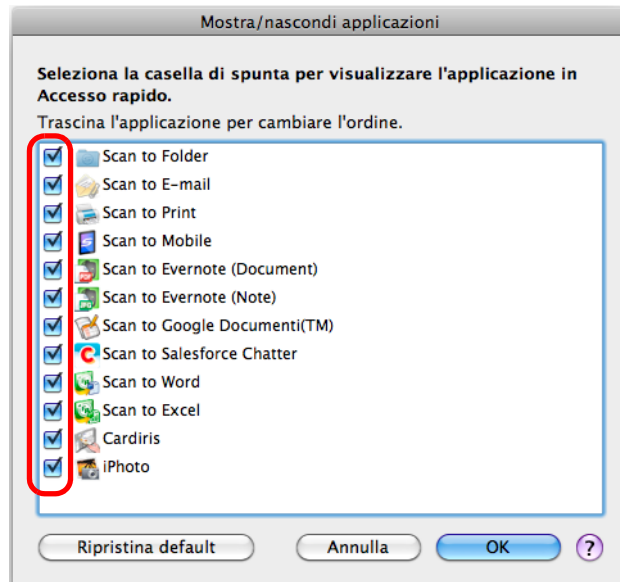 Mostra/nascondi applicazioni
Seleziona la casella di spunta per visualizzare l'applicazione in
Accesso rapido.
Trascina l'applicazione per cambiare l'ordine.
Scan to Folder
Scan to E-mail
Scan to Print
Scan to Mobile
Scan to Evernote (Document)
Scan to Evernote (Note)
Scan to Google Documenti(TM)
Scan to Salesforce Chatter
Scan to Word
Scan to Excel
Cardiris
iPhoto
Ripristina default Annulla OK ?